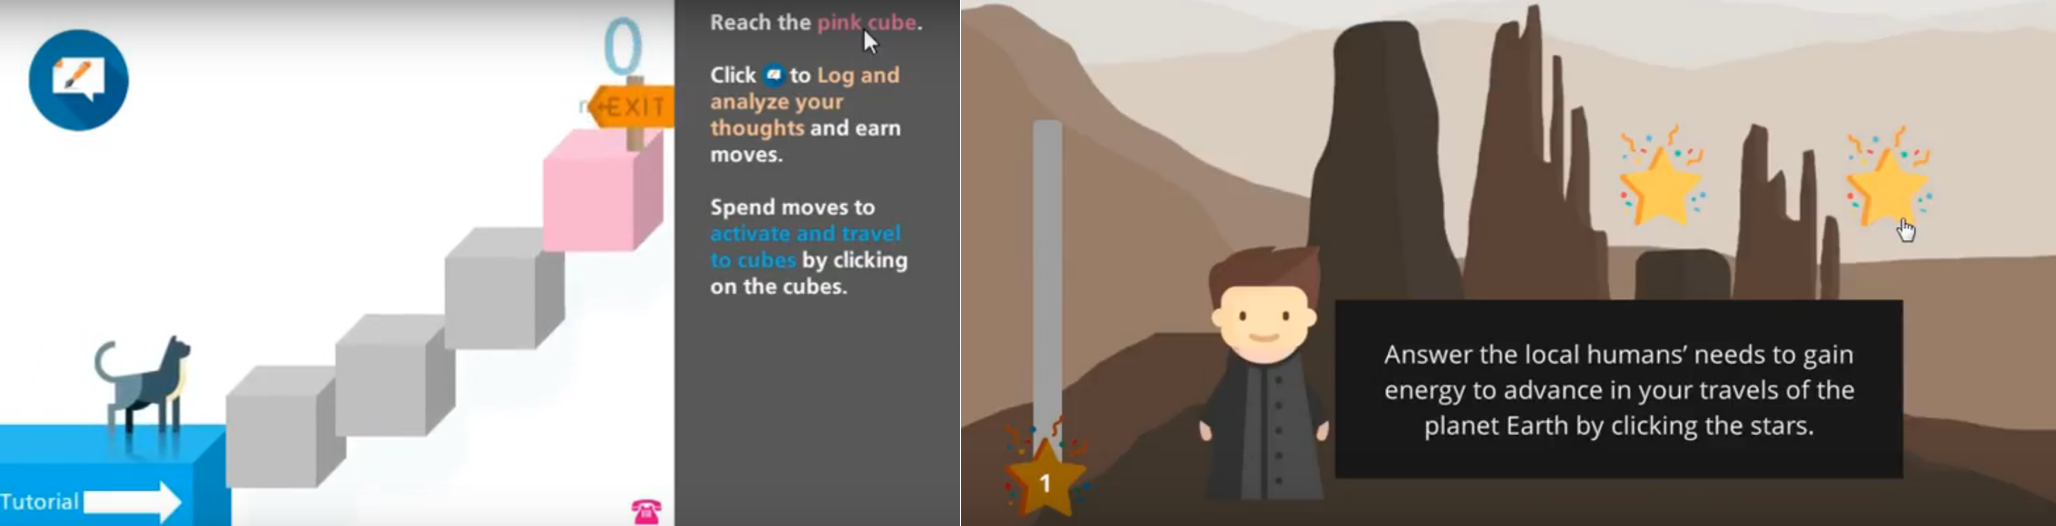 0
EXIT
Tutorial
Reach the pink cube.
Click to Log and
analyze your
thoughts and earn
moves.
Spend moves to
activate and travel
to cubes by clicking
on the cubes.
1
Answer the local humans’ needs to gain
energy to advance in your travels of the
planet Earth by clicking the stars.